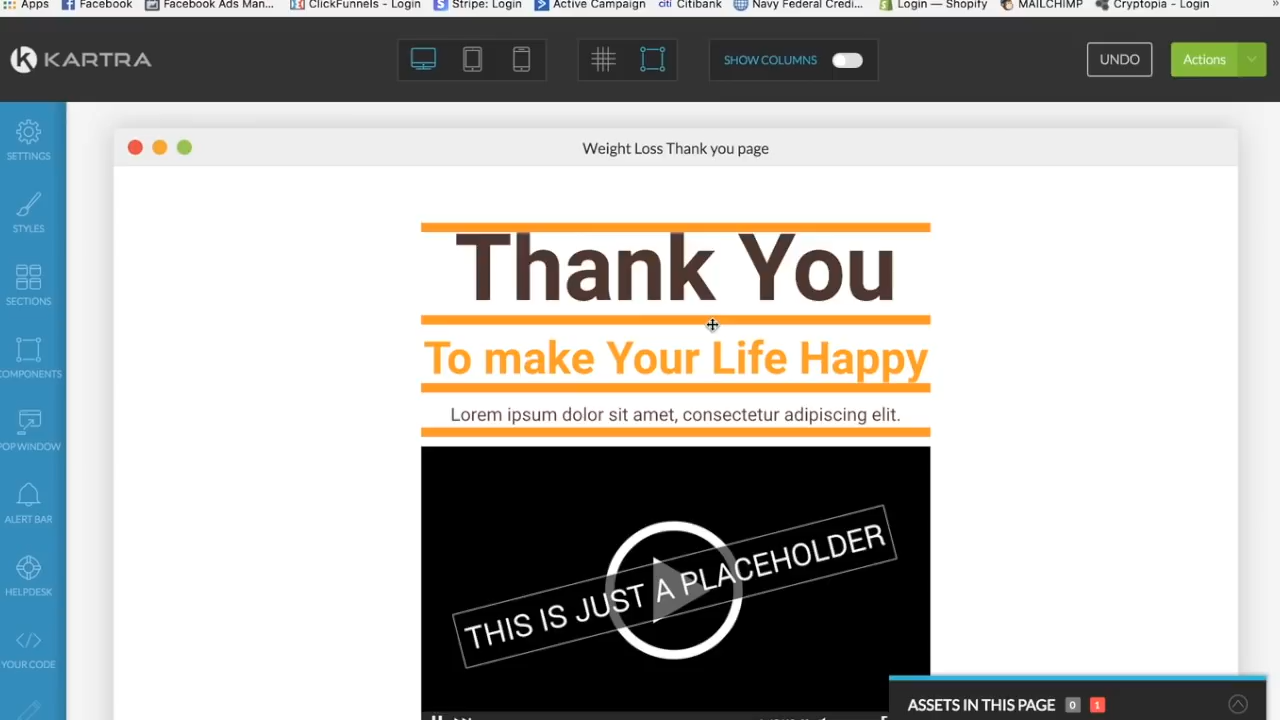 Apps Facebook Facebook Ads Man... ClickFunnels - Login Stripe: Login Active Campaign citi Citibank Navy Federal Credi... Login — Shopify MAILCHIMP Cryptopia - Login »
KARTRA SHOW COLUMNS UNDO Actions
Weight Loss Thank you page
SETTINGS
STYLES
SECTIONS
COMPONENTS
POP WINDOW
ALERT BAR
HELPDESK
YOUR CODE
Thank You
To make Your Life Happy
Lorem ipsum dolor sit amet, consectetur adipiscing elit.
THIS IS JUST A PLACEHOLDER
ASSETS IN THIS PAGE 0 1